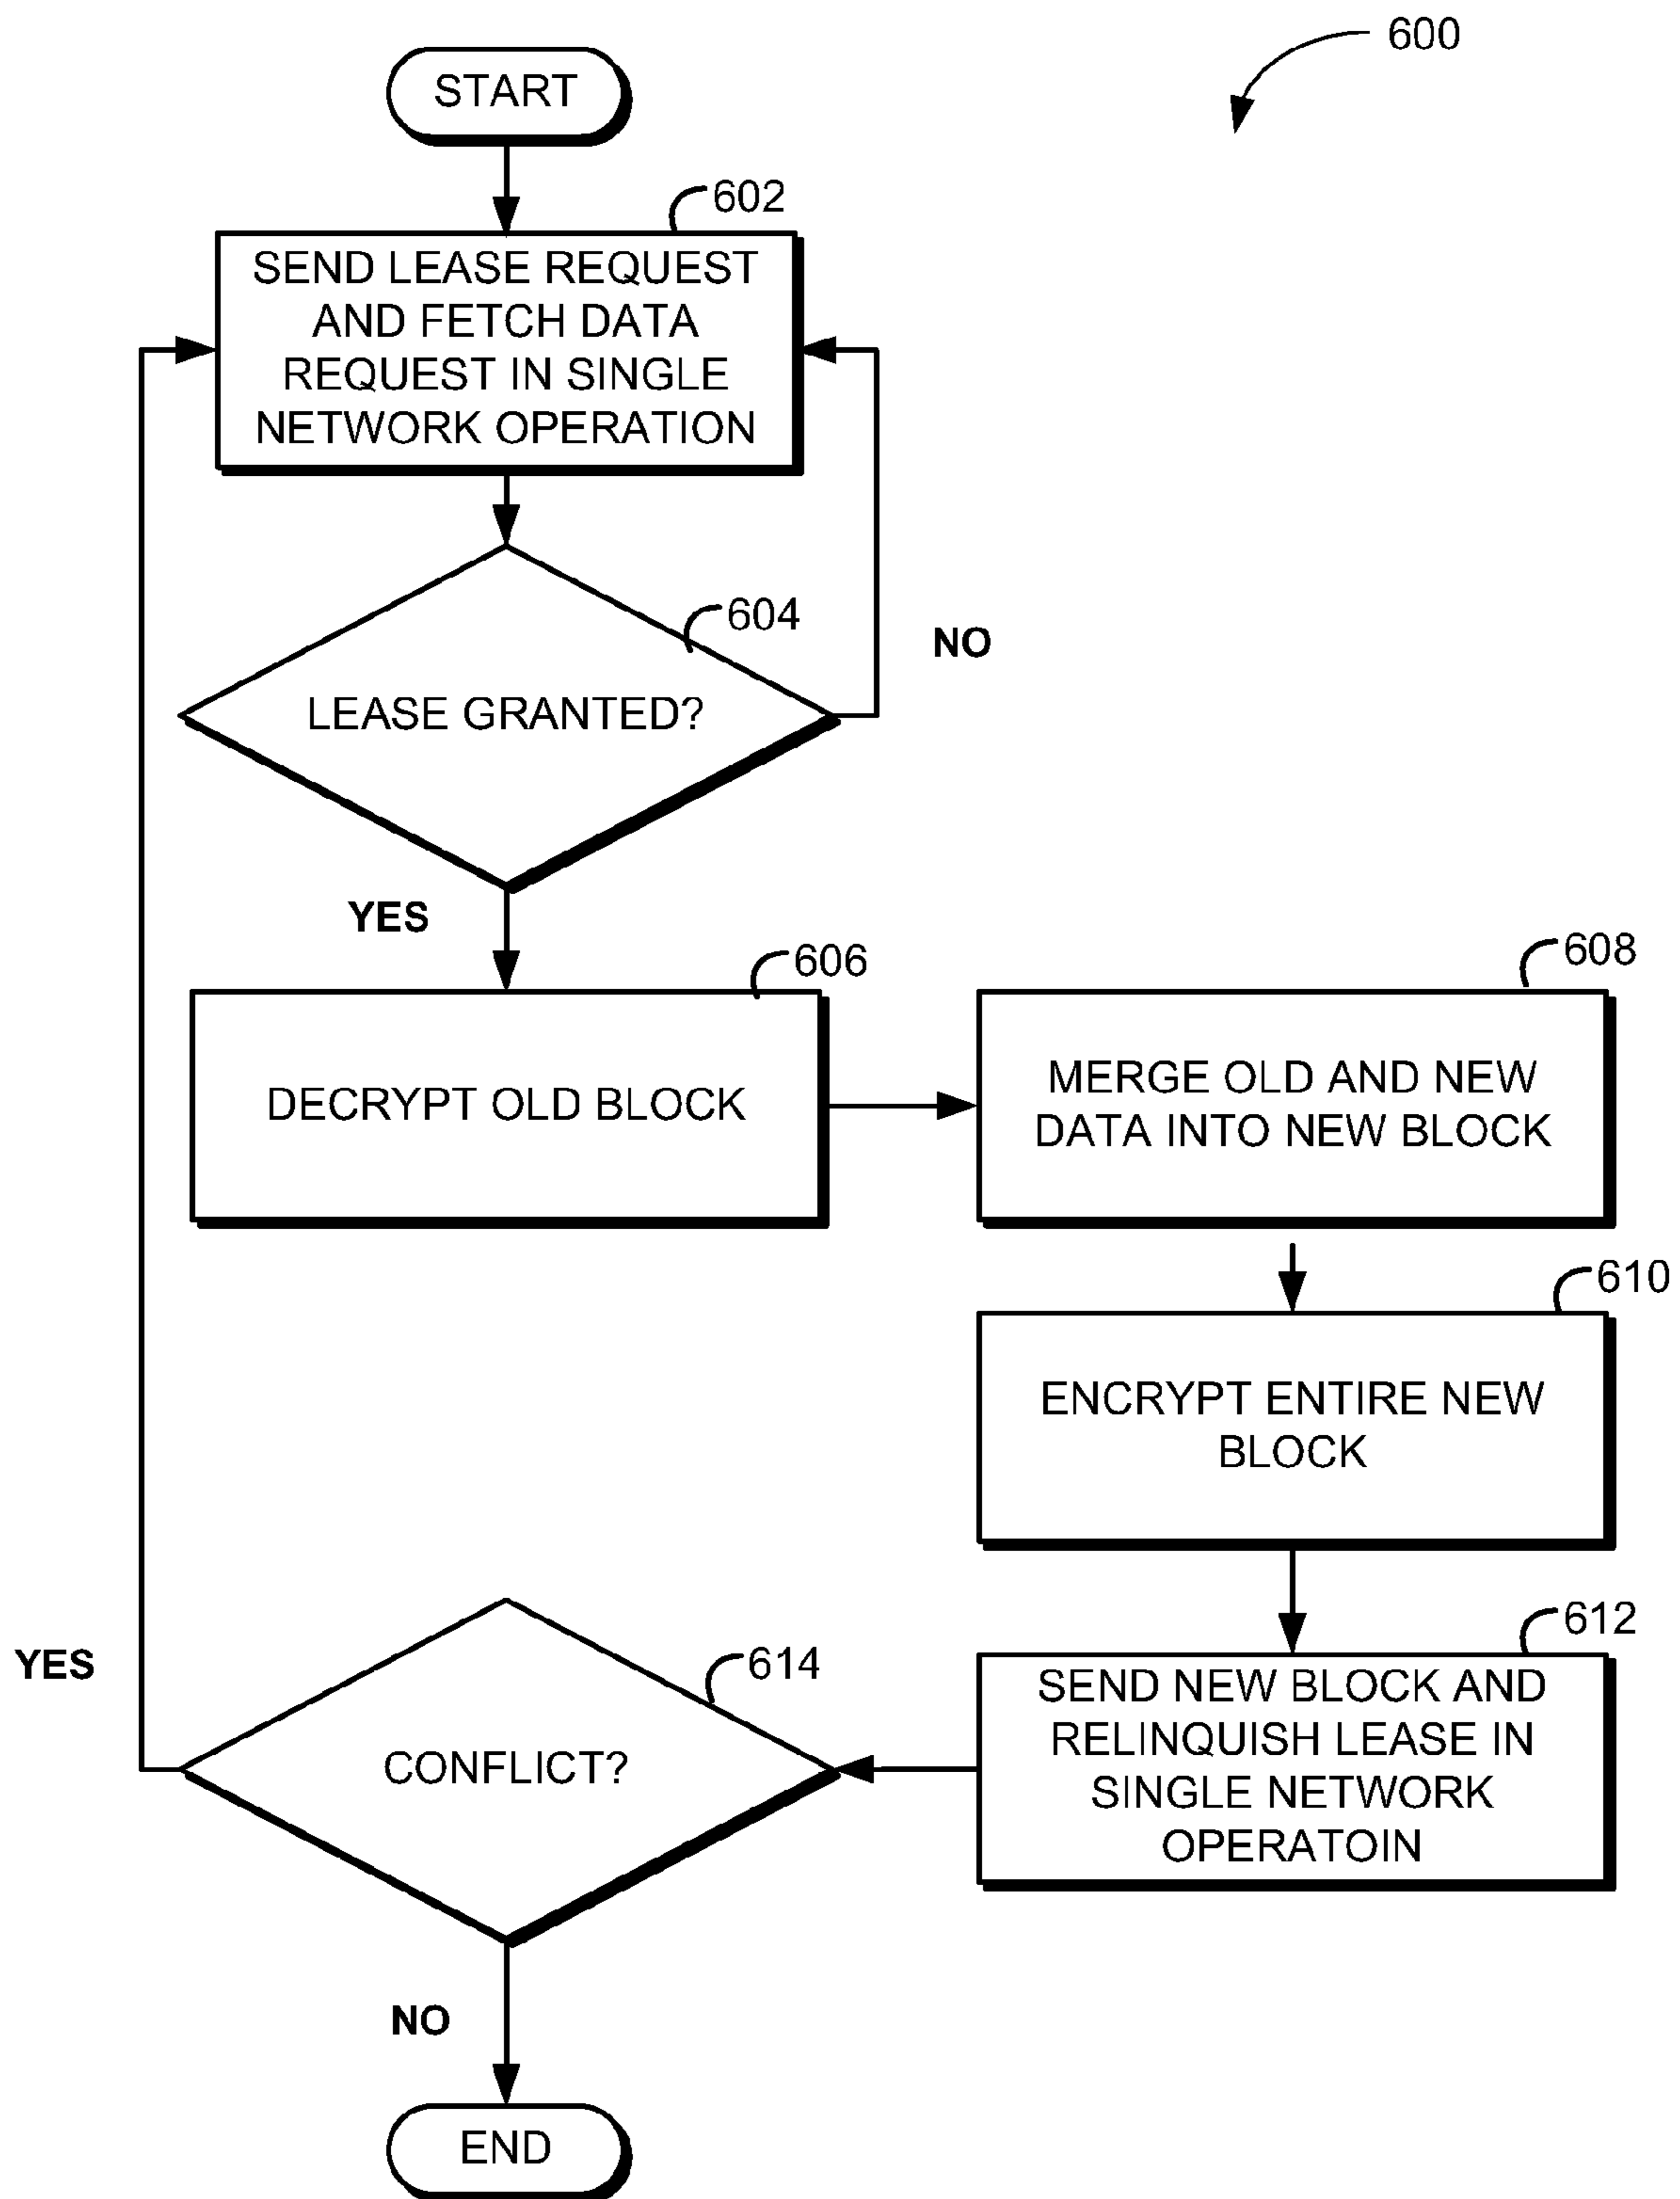 600
START
602
SEND LEASE REQUEST
AND FETCH DATA
REQUEST IN SINGLE
NETWORK OPERATION
604
NO
LEASE GRANTED?
YES
606
608
DECRYPT OLD BLOCK
MERGE OLD AND NEW
DATA INTO NEW BLOCK
610
ENCRYPT ENTIRE NEW
BLOCK
612
SEND NEW BLOCK AND
RELINQUISH LEASE IN
SINGLE NETWORK
OPERATOIN
614
YES
CONFLICT?
NO
END